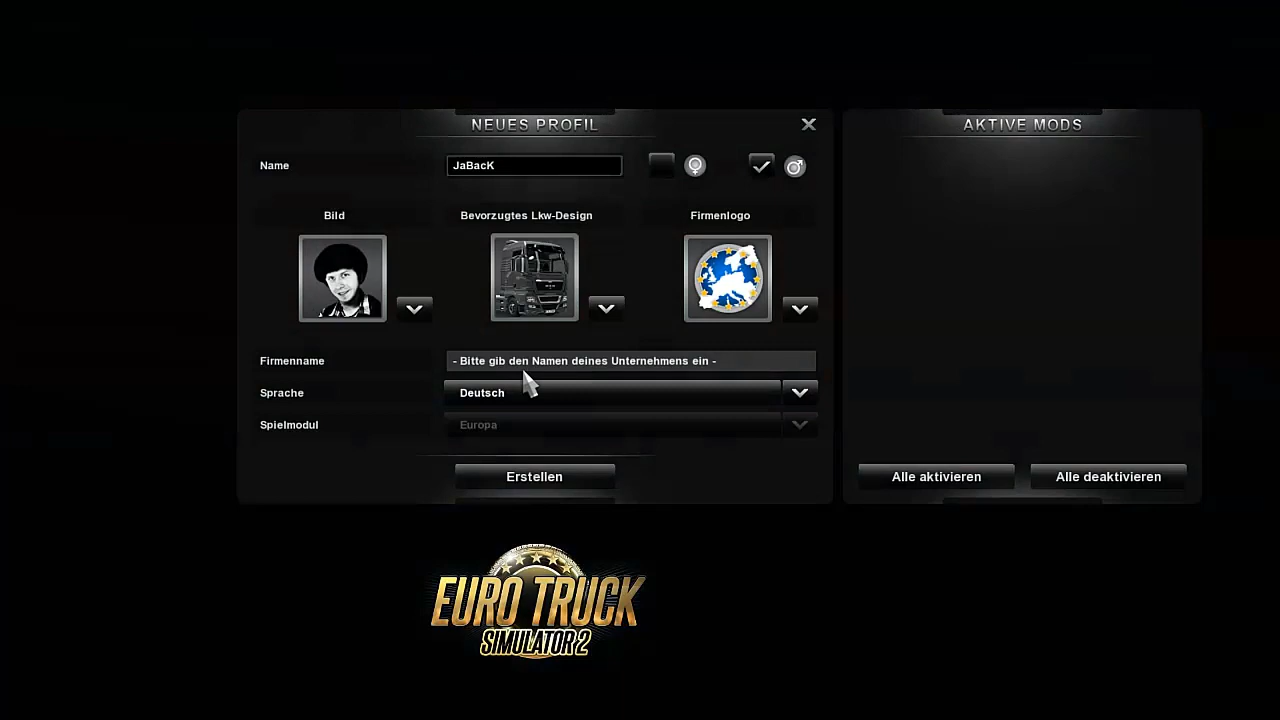 NEUES PROFIL
Name
JaBacK
Bild
Bevorzugtes Lkw-Design
Firmenlogo
Firmenname
- Bitte gib den Namen deines Unternehmens ein -
Sprache
Deutsch
Spielmodul
Europa
Erstellen
AKTIVE MODS
Alle aktivieren
Alle deaktivieren
EURO TRUCK
SIMULATOR 2